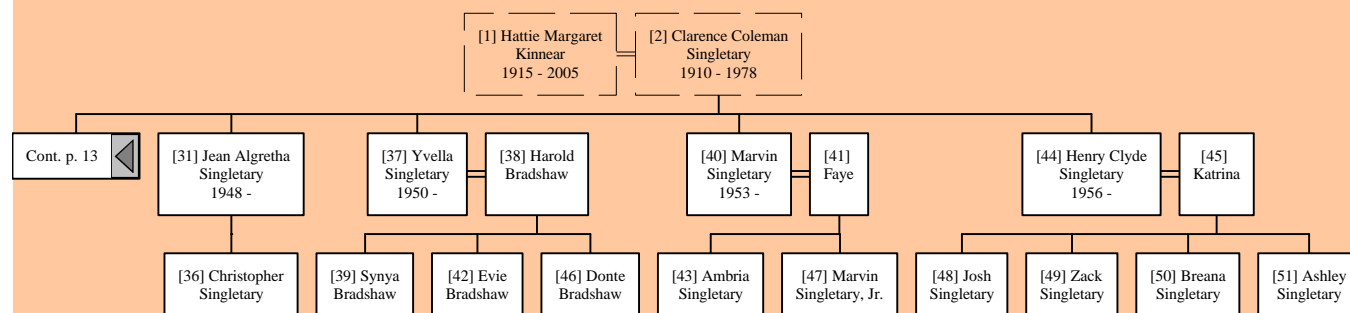 [1] Hattie Margaret
Kinnear
1915 - 2005
[2] Clarence Coleman
Singletary
1910 - 1978
Cont. p. 13
[31] Jean Algretha
Singletary
1948 -
[37] Yvella
Singletary
1950 -
[38] Harold
Bradshaw
[40] Marvin
Singletary
1953 -
[41]
Faye
[44] Henry Clyde
Singletary
1956 -
[45]
Katrina
[36] Christopher
Singletary
[39] Synya
Bradshaw
[42] Evie
Bradshaw
[46] Donte
Bradshaw
[43] Ambria
Singletary
[47] Marvin
Singletary, Jr.
[48] Josh
Singletary
[49] Zack
Singletary
[50] Breana
Singletary
[51] Ashley
Singletary